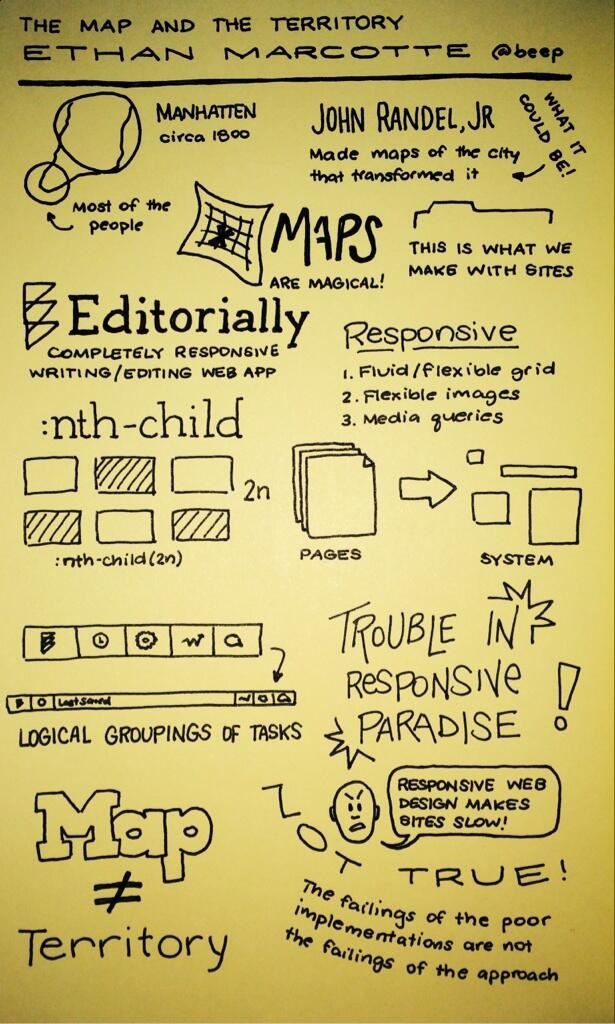 THE MAP AND THE TERRITORY
ETHAN MARCOTTE @beep
MANHATTEN
circa 1800
MOST OF THE
PEOPLE
JOHN RANDEL, JR
Made maps of the city
that transformed it
WHAT IT
COULD BE!
MAPS
ARE MAGICAL!
THIS IS WHAT WE
MAKE WITH SITES
Editorially
COMPLETELY RESPONSIVE
WRITING/EDITING WEB APP
Responsive
1. Fluid/flexible grid
2. Flexible images
3. Media queries
:nth-child
2n
:nth-child(2n)
PAGES
SYSTEM
Last saved
LOGICAL GROUPINGS OF TASKS
TROUBLE IN
RESPONSIVE
PARADISE!
Map
≠
Territory
RESPONSIVE WEB
DESIGN MAKES
SITES SLOW!
NOT TRUE!
The failings of the poor
implementations are not
the failings of the approach